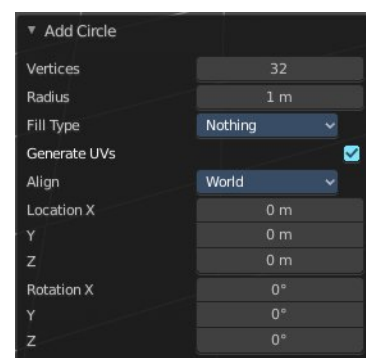 Add Circle
Vertices 32
Radius 1 m
Fill Type Nothing
Generate UVs
Align World
Location X 0 m
Y 0 m
Z 0 m
Rotation X 0°
Y 0°
Z 0°